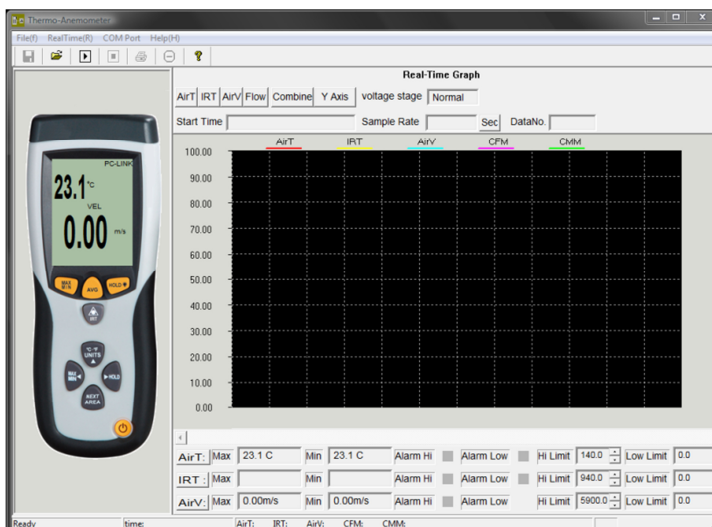 Thermo-Anemometer
File(f) RealTime(R) COM Port Help(H)
Real-Time Graph
AirT IRT AirV Flow Combine Y Axis voltage stage Normal
Start Time Sample Rate Sec DataNo.
AirT IRT AirV CFM CMM
100.00
90.00
80.00
70.00
60.00
50.00
40.00
30.00
20.00
10.00
0.00
PC-LINK
23.1 °C
VEL
0.00 m/s
MAX MIN AVG HOLD
IRT
°C-°F
UNITS
MAX
MIN
HOLD
NEXT
AREA
AirT: Max 23.1 C Min 23.1 C Alarm Hi Alarm Low Hi Limit 140.0 Low Limit 0.0
IRT : Max Min Alarm Hi Alarm Low Hi Limit 940.0 Low Limit 0.0
AirV: Max 0.00m/s Min 0.00m/s Alarm Hi Alarm Low Hi Limit 5900.0 Low Limit 0.0
Ready time: AirT: IRT: AirV: CFM: CMM: